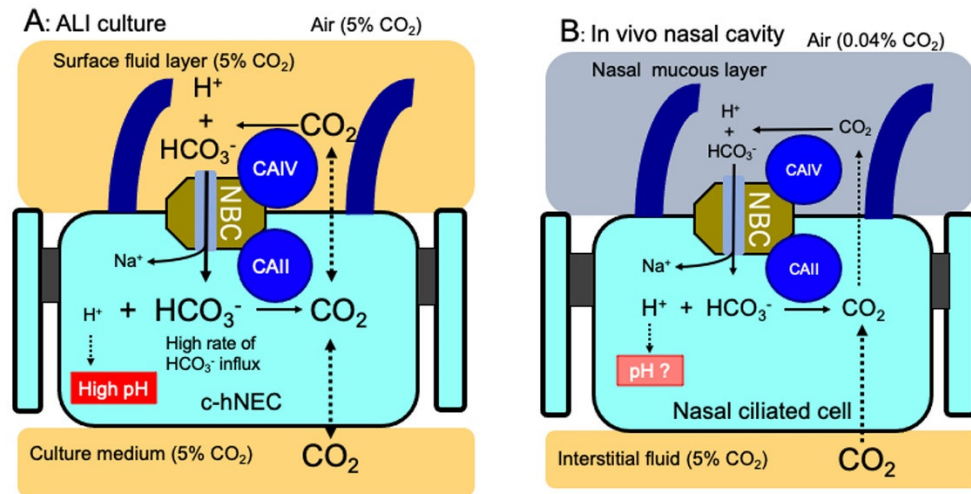 A: ALI culture
Air (5% CO₂)
Surface fluid layer (5% CO₂)
H⁺
+
CO₂
HCO₃⁻
CAIV
NBC
CAII
Na⁺
H⁺ + HCO₃⁻ CO₂
High rate of
HCO₃⁻ influx
High pH
c-hNEC
Culture medium (5% CO₂)
CO₂
B: In vivo nasal cavity
Air (0.04% CO₂)
Nasal mucous layer
H⁺
+
CO₂
HCO₃⁻
CAIV
NBC
CAII
Na⁺
H⁺ + HCO₃⁻ CO₂
pH ?
Nasal ciliated cell
Interstitial fluid (5% CO₂)
CO₂